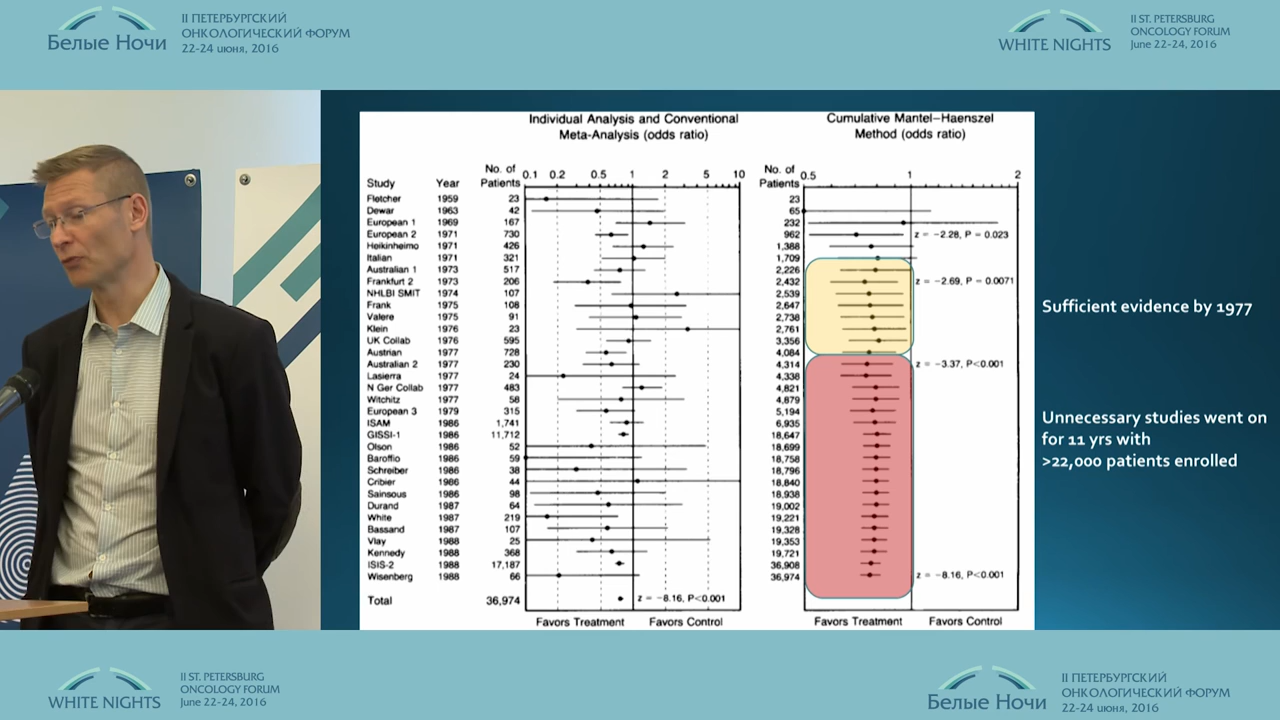 Белые Ночи
II ПЕТЕРБУРГСКИЙ
ОНКОЛОГИЧЕСКИЙ ФОРУМ
22-24 июня, 2016
WHITE NIGHTS
II ST. PETERSBURG
ONCOLOGY FORUM
June 22-24, 2016
Individual Analysis and Conventional
Meta-Analysis (odds ratio)
Cumulative Mantel-Haenszel
Method (odds ratio)
Study Year No. of Patients 0.1 0.2 0.5 1 2 5 10 No. of Patients 0.5 1 2
Fletcher 1959 23 23
Dewar 1963 42 65
European 1 1969 167 232
European 2 1971 730 962 z = -2.28, P = 0.023
Heikinheimo 1971 426 1,388
Italian 1971 321 1,709
Australian 1 1973 517 2,226
Frankfurt 2 1973 206 2,432 z = -2.69, P = 0.0071
NHLBI SMIT 1974 107 2,539
Frank 1975 108 2,647
Valere 1975 91 2,738
Klein 1976 23 2,761
UK Collab 1976 595 3,356
Austrian 1977 728 4,084
Australian 2 1977 230 4,314 z = -3.37, P<0.001
Lasierra 1977 24 4,338
N Ger Collab 1977 483 4,821
Witchitz 1977 58 4,879
European 3 1979 315 5,194
ISAM 1986 1,741 6,935
GISSI-1 1986 11,712 18,647
Olson 1986 52 18,699
Baroffio 1986 59 18,758
Schreiber 1986 38 18,796
Cribier 1986 44 18,840
Sainsous 1986 98 18,938
Durand 1987 64 19,002
White 1987 219 19,221
Bassand 1987 107 19,328
Vlay 1988 25 19,353
Kennedy 1988 368 19,721
ISIS-2 1988 17,187 36,908
Wisenberg 1988 66 36,974 z = -8.16, P<0.001
Total 36,974 z = -8.16, P<0.001
Favors Treatment Favors Control Favors Treatment Favors Control
Sufficient evidence by 1977
Unnecessary studies went on
for 11 yrs with
>22,000 patients enrolled
WHITE NIGHTS
II ST. PETERSBURG
ONCOLOGY FORUM
June 22-24, 2016
Белые Ночи
II ПЕТЕРБУРГСКИЙ
ОНКОЛОГИЧЕСКИЙ ФОРУМ
22-24 июня, 2016